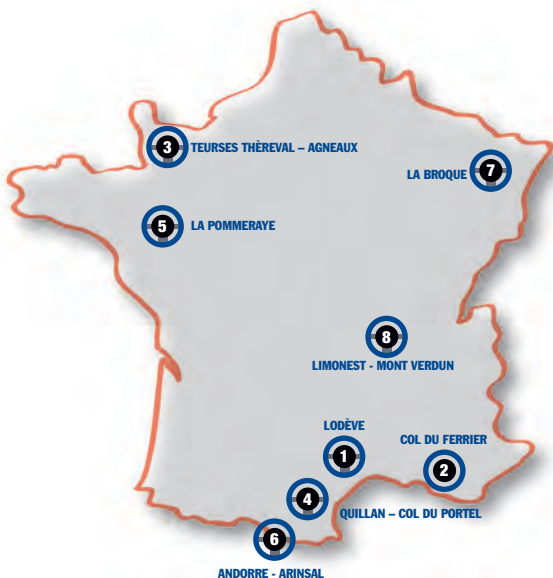 3 TEURSES THÈREVAL – AGNEAUX
7
LA BROQUE
5 LA POMMERAYE
8
LIMONEST - MONT VERDUN
LODÈVE
1
COL DU FERRIER
2
4
QUILLAN – COL DU PORTEL
6
ANDORRE - ARINSAL